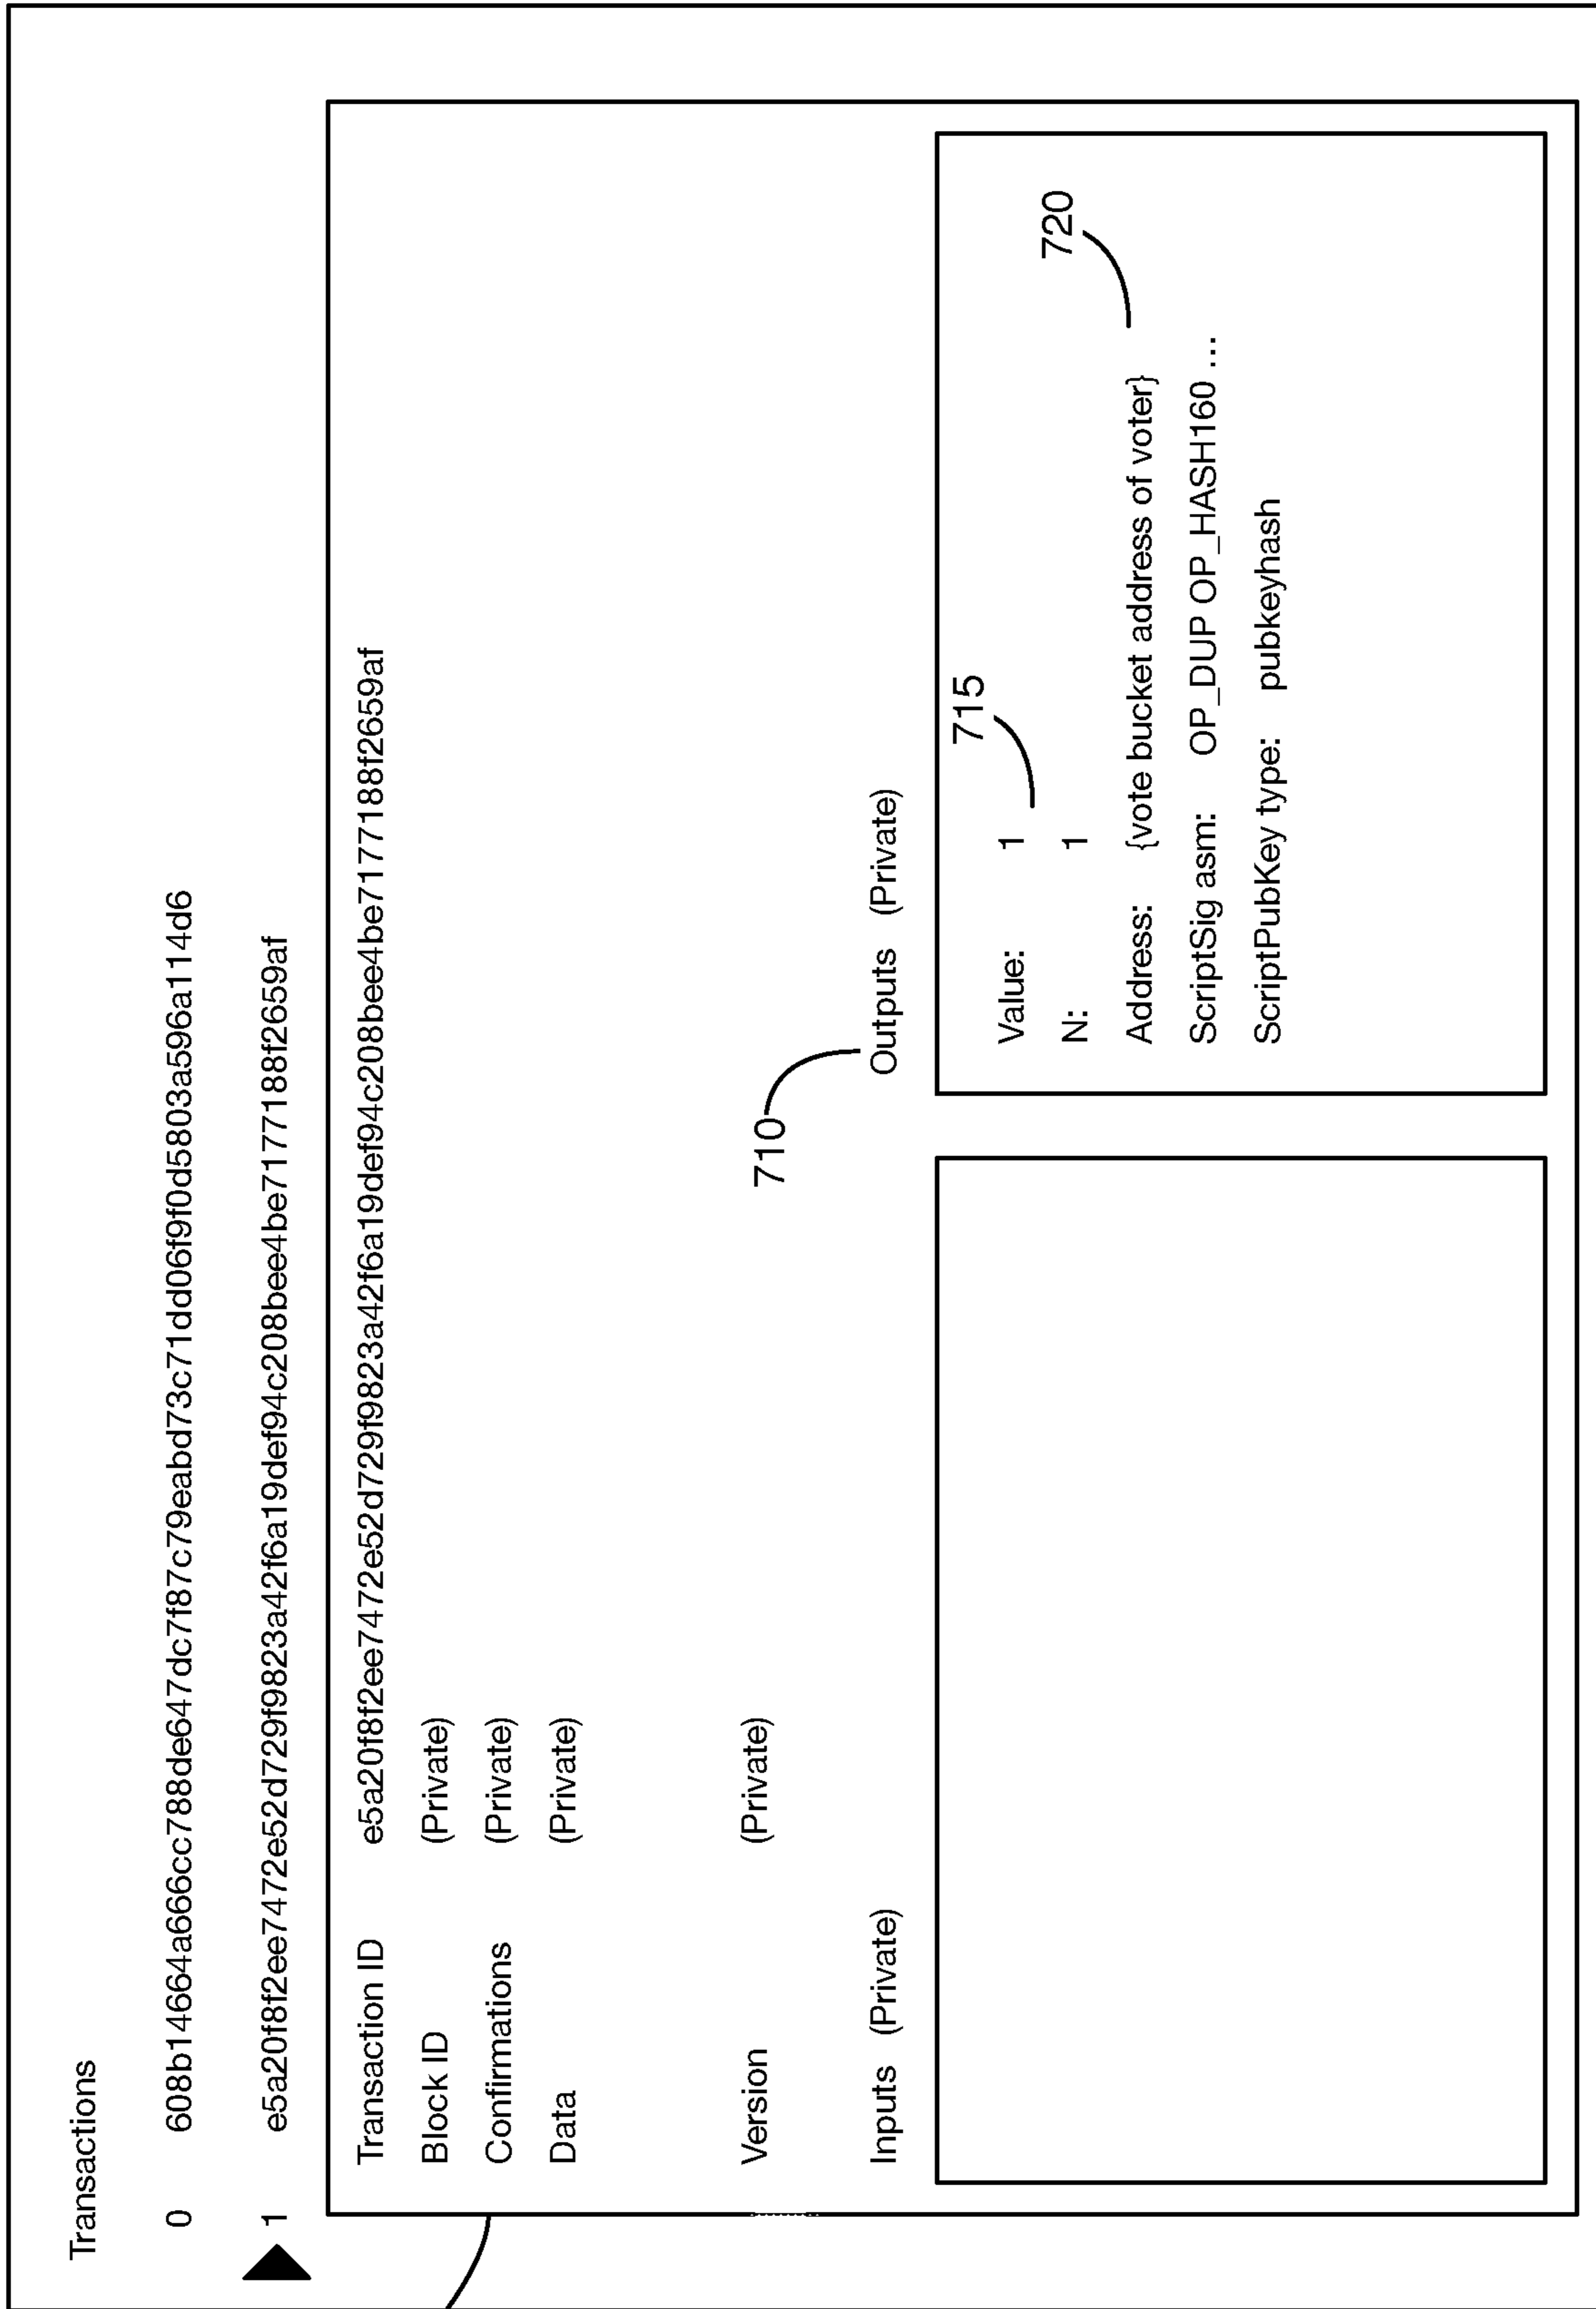 Transactions
0 608b14664a666cc788de647dc7f87c79eabd73c71dd06f9f0d5803a596a114d6
1 e5a20f8f2ee7472e52d729f9823a42f6a19def94c208bee4be7177188f2659af
Transaction ID e5a20f8f2ee7472e52d729f9823a42f6a19def94c208bee4be7177188f2659af
Block ID (Private)
Confirmations (Private)
Data (Private)
Version (Private)
710
Inputs (Private) Outputs (Private)
715
Value: 1
N: 1
720
Address: {vote bucket address of voter}
ScriptSig asm: OP_DUP OP_HASH160 ...
ScriptPubKey type: pubkeyhash